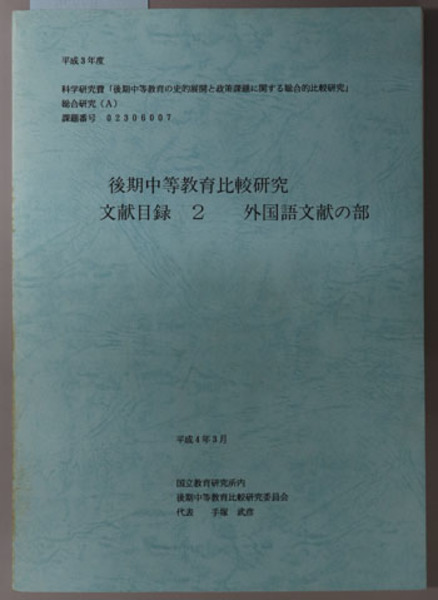 平成3年度
科学研究費「後期中等教育の史的展開と政策課題に関する総合的比較研究」
総合研究(A)
課題番号 02306007
後期中等教育比較研究
文献目録 2 外国語文献の部
平成4年3月
国立教育研究所内
後期中等教育比較研究委員会
代表 手塚 武彦